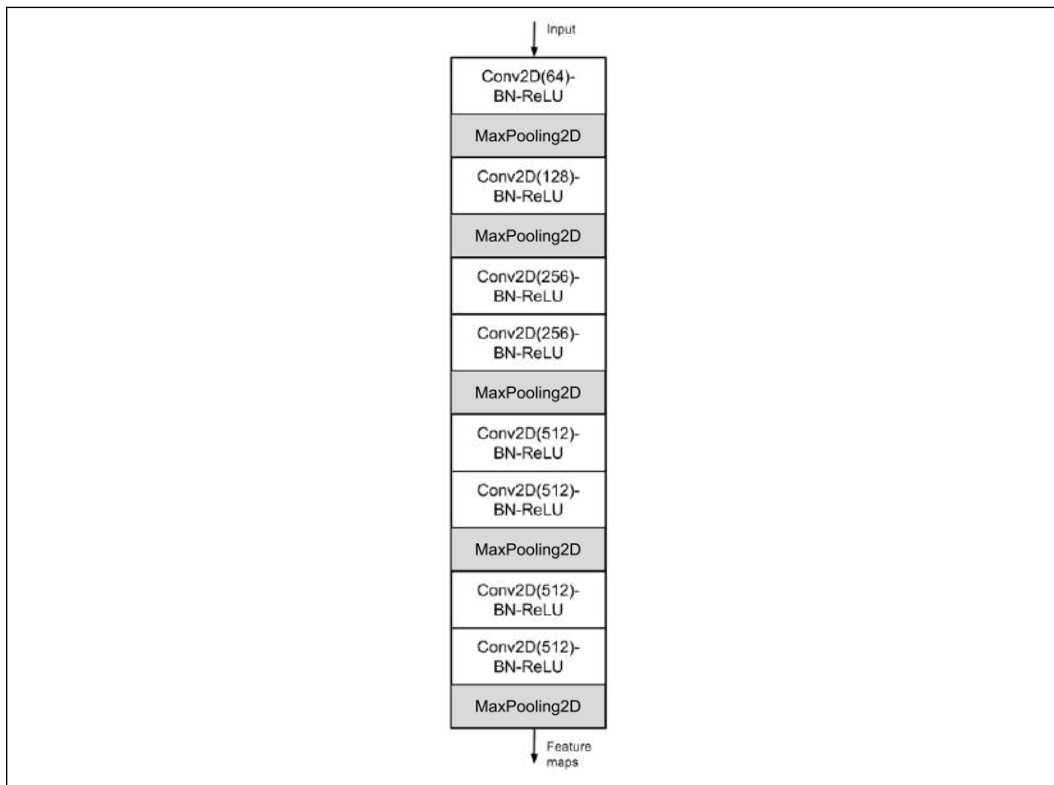 Input
Conv2D(64)-
BN-ReLU
MaxPooling2D
Conv2D(128)-
BN-ReLU
MaxPooling2D
Conv2D(256)-
BN-ReLU
Conv2D(256)-
BN-ReLU
MaxPooling2D
Conv2D(512)-
BN-ReLU
Conv2D(512)-
BN-ReLU
MaxPooling2D
Conv2D(512)-
BN-ReLU
Conv2D(512)-
BN-ReLU
MaxPooling2D
Feature
maps